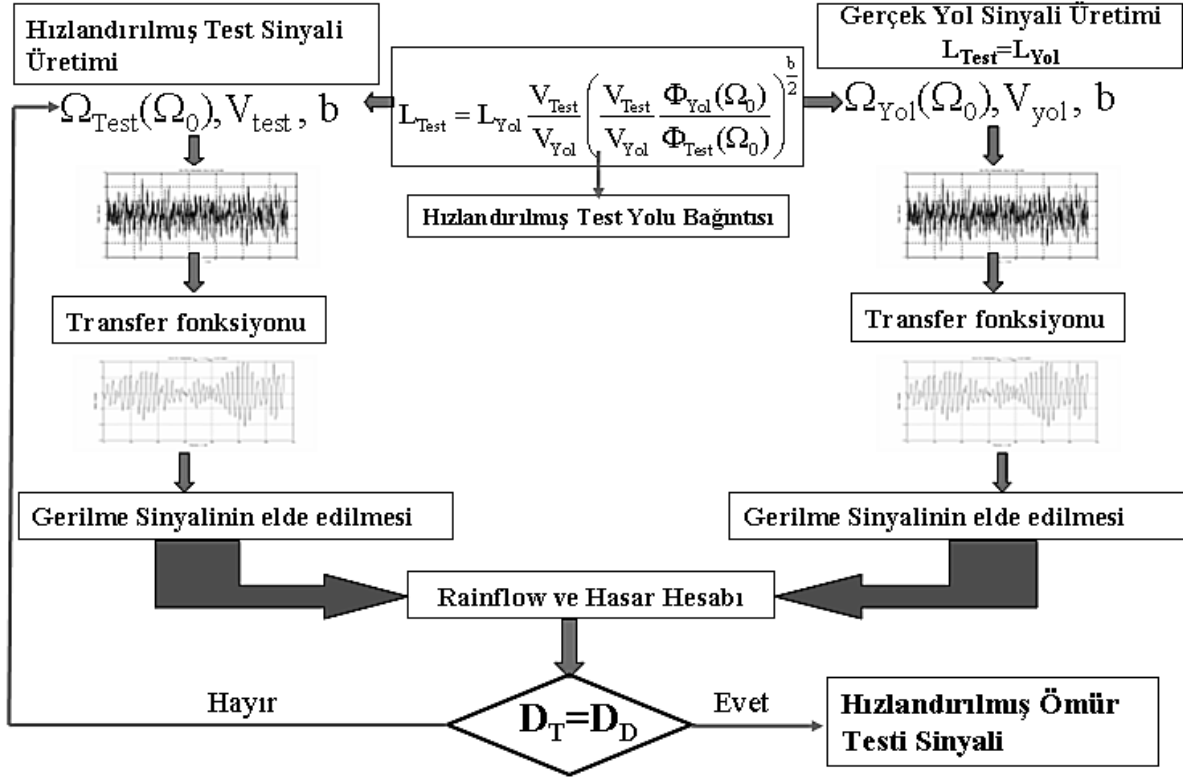 Hızlandırılmış Test Sinyali
Üretimi
Gerçek Yol Sinyali Üretimi
L_Test=L_Yol
Ω_Test(Ω_0), V_test, b
L_Test = L_Yol V_Test/V_Yol (V_Test/V_Yol Φ_Yol(Ω_0)/Φ_Test(Ω_0))^(b/2)
Ω_Yol(Ω_0), V_yol, b
Hızlandırılmış Test Yolu Bağıntısı
Transfer fonksiyonu
Transfer fonksiyonu
Gerilme Sinyalinin elde edilmesi
Gerilme Sinyalinin elde edilmesi
Rainflow ve Hasar Hesabı
Hayır
D_T=D_D
Evet
Hızlandırılmış Ömür
Testi Sinyali